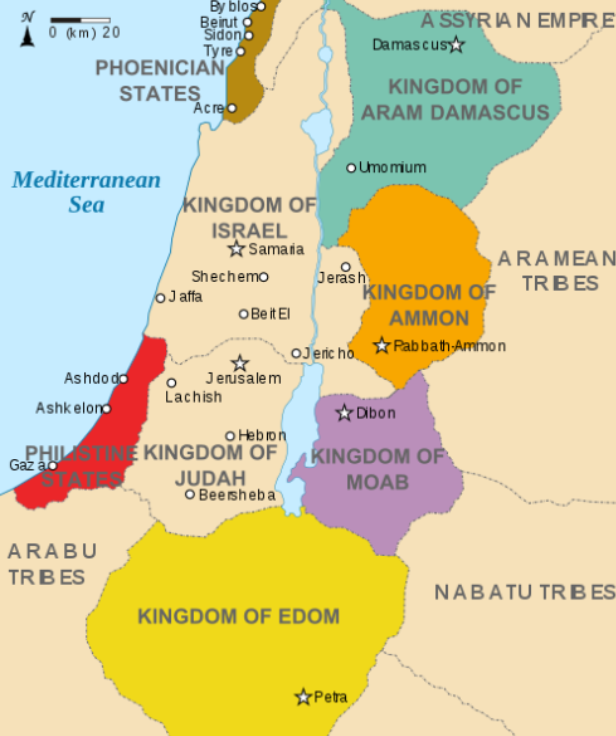 N
0 (km) 20
Byblos
Beirut
Sidon
Tyre
ASSYRIAN EMPIRE
Damascus
PHOENICIAN
STATES
KINGDOM OF
ARAM DAMASCUS
Acre
Umomium
Mediterranean
Sea
KINGDOM OF
ISRAEL
Samaria
ARAMEAN
TRIBES
Shechem
Jerash
Jaffa
KINGDOM OF
AMMON
Beit El
Rabbath-Ammon
Jericho
Jerusalem
Ashdod
Lachish
Ashkelon
Dibon
Hebron
PHILISTINE
STATES
Gaza
KINGDOM OF
JUDAH
KINGDOM OF
MOAB
Beersheba
ARABU
TRIBES
NABATU TRIBES
KINGDOM OF EDOM
Petra